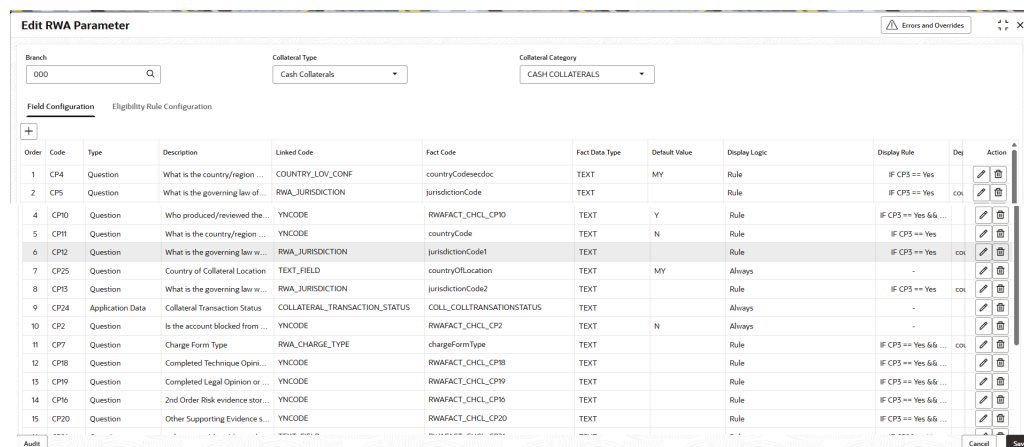 Edit RWA Parameter
Errors and Overrides
Branch Collateral Type Collateral Category
000 Cash Collaterals CASH COLLATERALS
Field Configuration Eligibility Rule Configuration
Order Code Type Description Linked Code Fact Code Fact Data Type Default Value Display Logic Display Rule Action
1 CP4 Question What is the country/region ... COUNTRY_LOV_CONF countryCodesecdoc TEXT MY Rule IF CP3 == Yes
2 CP5 Question What is the governing law of... RWA_JURISDICTION jurisdictionCode TEXT Rule IF CP3 == Yes cou
4 CP10 Question Who produced/reviewed the... YNCODE RWAFACT_CHCL_CP10 TEXT Y Rule IF CP3 == Yes && ...
5 CP11 Question What is the country/region ... YNCODE countryCode TEXT N Rule IF CP3 == Yes
6 CP12 Question What is the governing law w... RWA_JURISDICTION jurisdictionCode1 TEXT Rule IF CP3 == Yes cou
7 CP25 Question Country of Collateral Location TEXT_FIELD countryOfLocation TEXT MY Always -
8 CP13 Question What is the governing law w... RWA_JURISDICTION jurisdictionCode2 TEXT Rule IF CP3 == Yes cou
9 CP24 Application Data Collateral Transaction Status COLLATERAL_TRANSACTION_STATUS COLL_COLLTRANSATIONSTATUS TEXT Always -
10 CP2 Question Is the account blocked from ... YNCODE RWAFACT_CHCL_CP2 TEXT N Always -
11 CP7 Question Charge Form Type RWA_CHARGE_TYPE chargeFormType TEXT Rule IF CP3 == Yes && ... cou
12 CP18 Question Completed Technique Opini... YNCODE RWAFACT_CHCL_CP18 TEXT Rule IF CP3 == Yes && ...
13 CP19 Question Completed Legal Opinion or ... YNCODE RWAFACT_CHCL_CP19 TEXT Rule IF CP3 == Yes && ...
14 CP16 Question 2nd Order Risk evidence stor... YNCODE RWAFACT_CHCL_CP16 TEXT Rule IF CP3 == Yes && ...
15 CP20 Question Other Supporting Evidence s... YNCODE RWAFACT_CHCL_CP20 TEXT Rule IF CP3 == Yes && ...
Audit Cancel Save